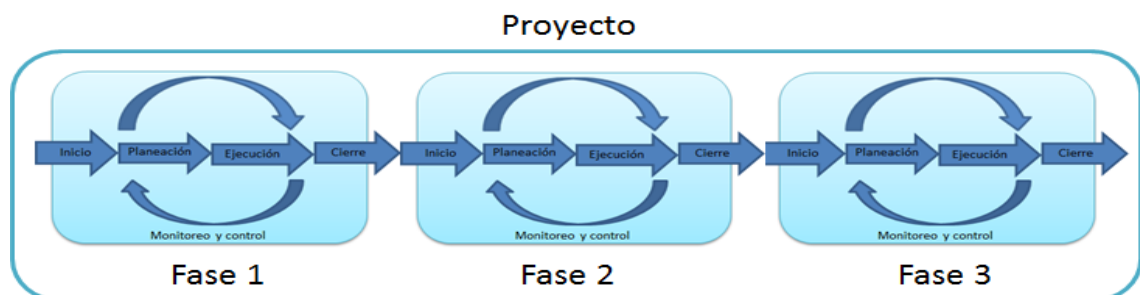 Proyecto
Inicio
Planeación
Ejecución
Cierre
Monitoreo y control
Fase 1
Inicio
Planeación
Ejecución
Cierre
Monitoreo y control
Fase 2
Inicio
Planeación
Ejecución
Cierre
Monitoreo y control
Fase 3